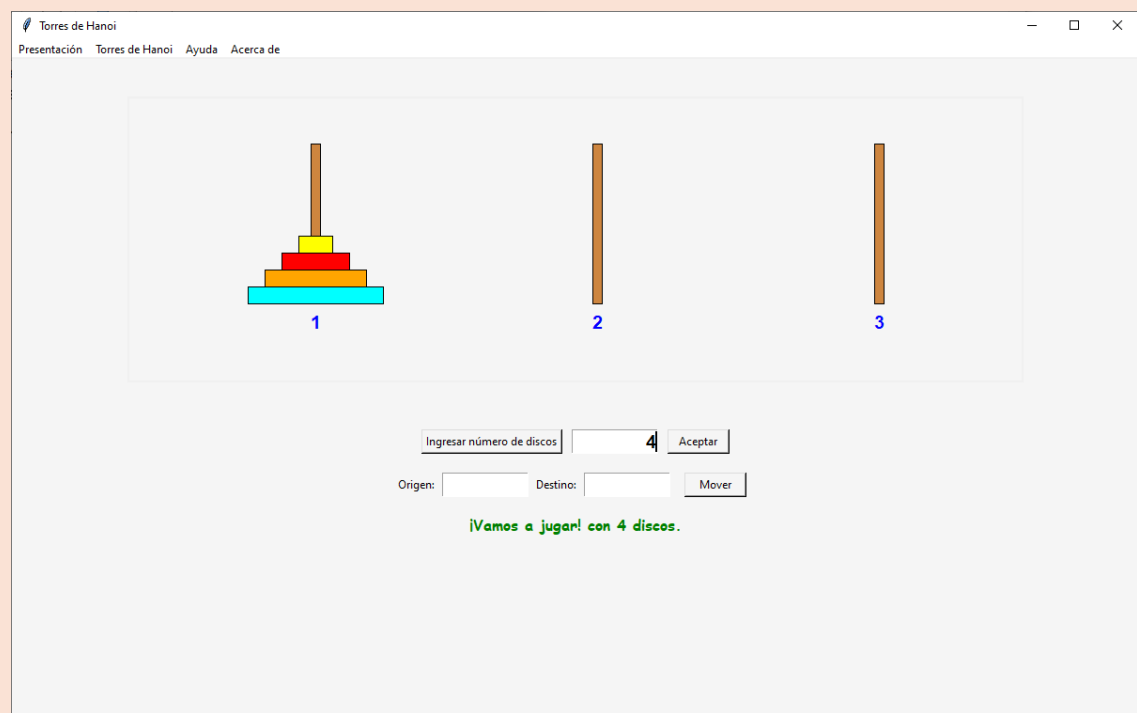 Torres de Hanoi
Presentación Torres de Hanoi Ayuda Acerca de
1 2 3
Ingresar número de discos 4 Aceptar
Origen: Destino: Mover
¡Vamos a jugar! con 4 discos.